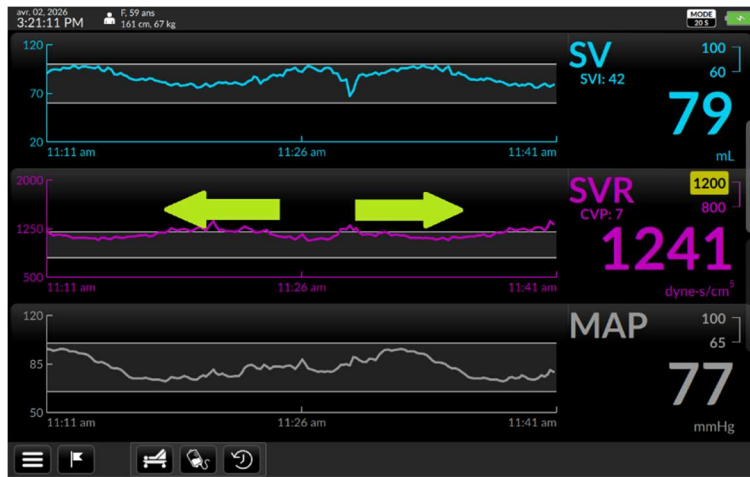 avr. 02, 2026
3:21:11 PM
F, 59 ans
161 cm, 67 kg
MODE
20 S
120
70
20
11:11 am 11:26 am 11:41 am
SV
SVI: 42
100
60
79
mL
2000
1250
500
11:11 am 11:26 am 11:41 am
SVR
CVP: 7
1200
800
1241
dyne-s/cm⁵
120
85
50
11:11 am 11:26 am 11:41 am
MAP
100
65
77
mmHg